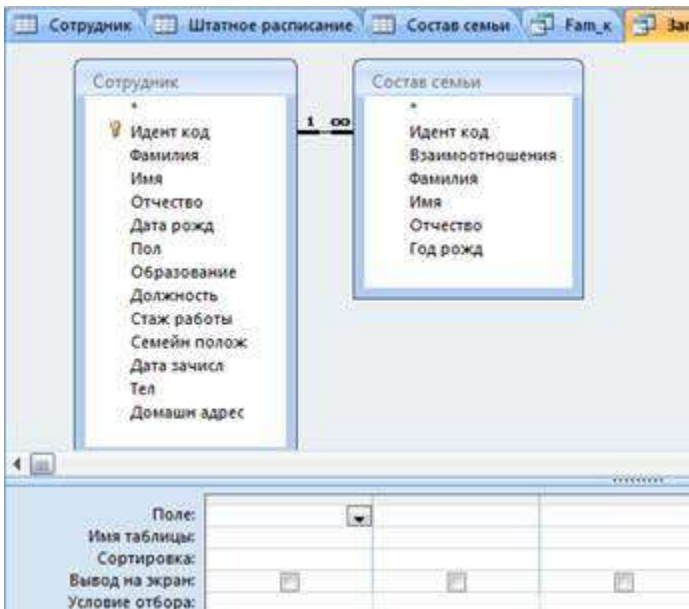 Сотрудник Штатное расписание Состав семьи Fam_к Зап
Сотрудник
*
Идент код
Фамилия
Имя
Отчество
Дата рожд
Пол
Образование
Должность
Стаж работы
Семейн полож
Дата зачисл
Тел
Домашн адрес
1 ∞
Состав семьи
*
Идент код
Взаимоотношения
Фамилия
Имя
Отчество
Год рожд
Поле:
Имя таблицы:
Сортировка:
Вывод на экран:
Условие отбора: